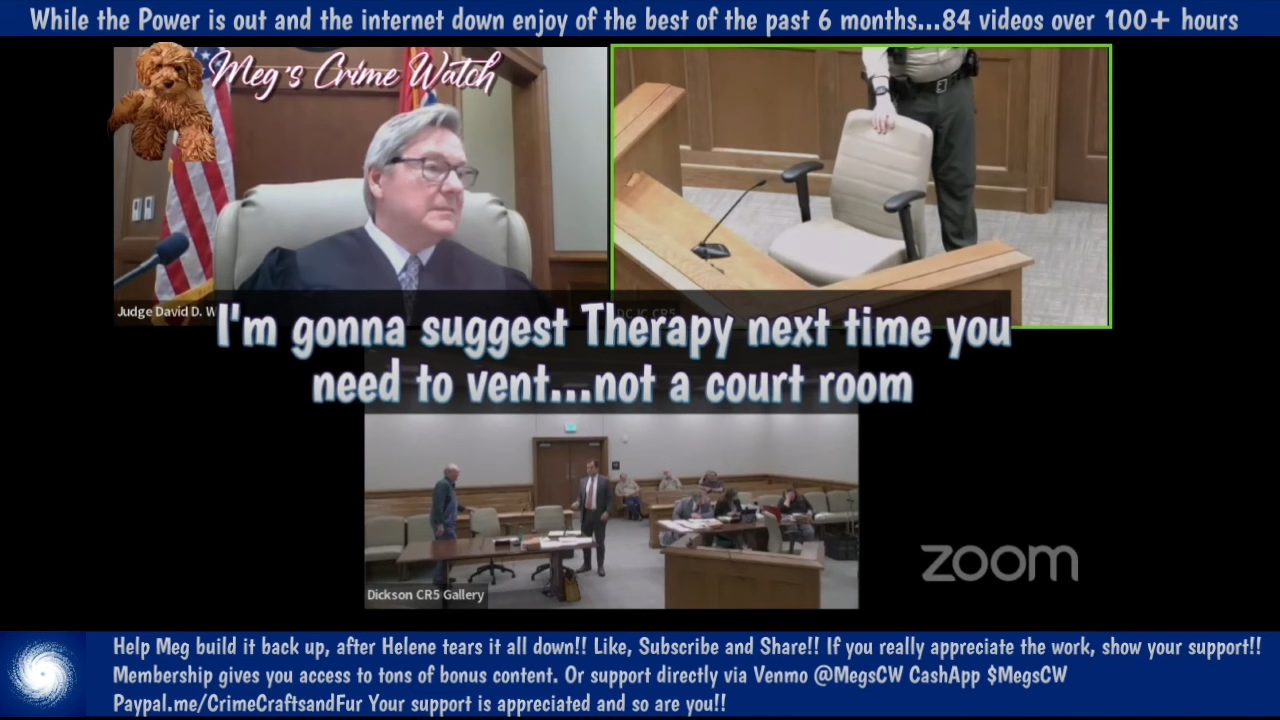 While the Power is out and the internet down enjoy of the best of the past 6 months...84 videos over 100+ hours
Meg's Crime Watch
Judge David D. W
DCJC CR5
I'm gonna suggest Therapy next time you
need to vent...not a court room
Dickson CR5 Gallery
zoom
Help Meg build it back up, after Helene tears it all down!! Like, Subscribe and Share!! If you really appreciate the work, show your support!!
Membership gives you access to tons of bonus content. Or support directly via Venmo @MegsCW CashApp $MegsCW
Paypal.me/CrimeCraftsandFur Your support is appreciated and so are you!!